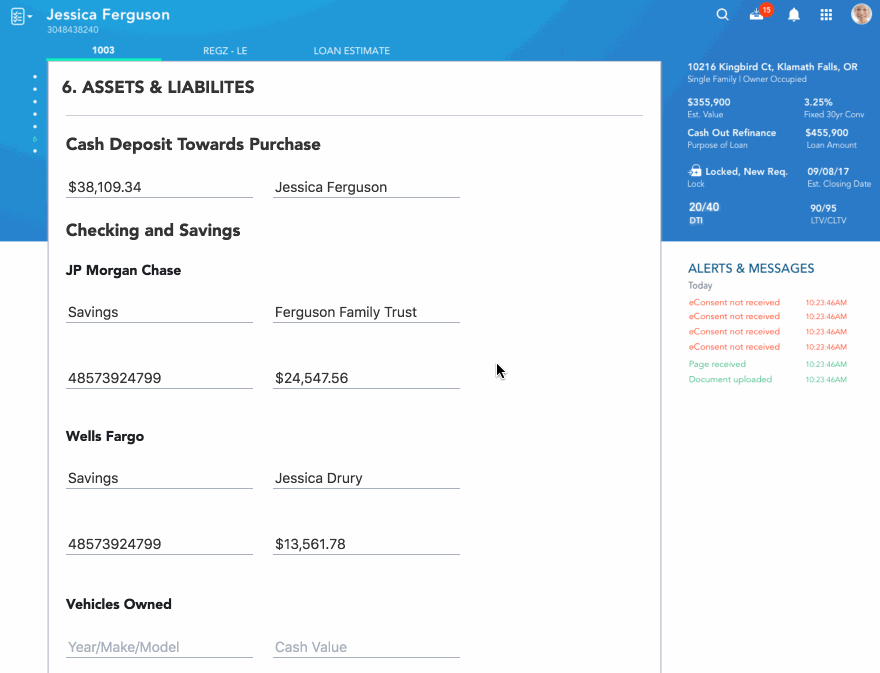 Jessica Ferguson
3048438240
15
1003 REGZ - LE LOAN ESTIMATE
6
6. ASSETS & LIABILITES
Cash Deposit Towards Purchase
$38,109.34 Jessica Ferguson
Checking and Savings
JP Morgan Chase
Savings Ferguson Family Trust
48573924799 $24,547.56
Wells Fargo
Savings Jessica Drury
48573924799 $13,561.78
Vehicles Owned
Year/Make/Model Cash Value
10216 Kingbird Ct, Klamath Falls, OR
Single Family | Owner Occupied
$355,900 3.25%
Est. Value Fixed 30yr Conv
Cash Out Refinance $455,900
Purpose of Loan Loan Amount
Locked, New Req. 09/08/17
Lock Est. Closing Date
20/40 90/95
DTI LTV/CLTV
ALERTS & MESSAGES
Today
eConsent not received 10:23:46AM
eConsent not received 10:23:46AM
eConsent not received 10:23:46AM
eConsent not received 10:23:46AM
Page received 10:23:46AM
Document uploaded 10:23:46AM